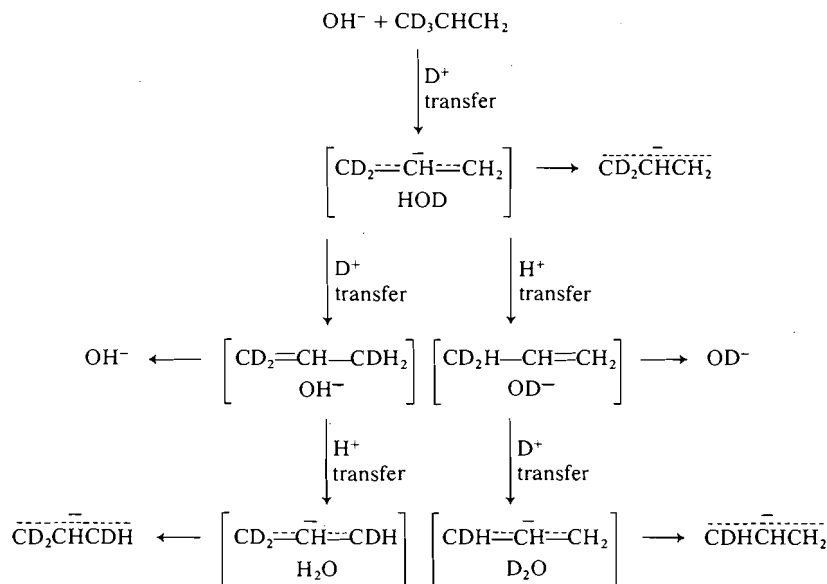 OH⁻ + CD₃CHCH₂
D⁺
transfer
CD₂=CH=CH₂ → CD₂CHCH₂
HOD
D⁺ H⁺
transfer transfer
OH⁻ ← [CD₂=CH—CDH₂] [CD₂H—CH=CH₂] → OD⁻
OH⁻ OD⁻
H⁺ D⁺
transfer transfer
CD₂CHCDH ← [CD₂=CH=CDH] [CDH=CH=CH₂] → CDHCHCH₂
H₂O D₂O